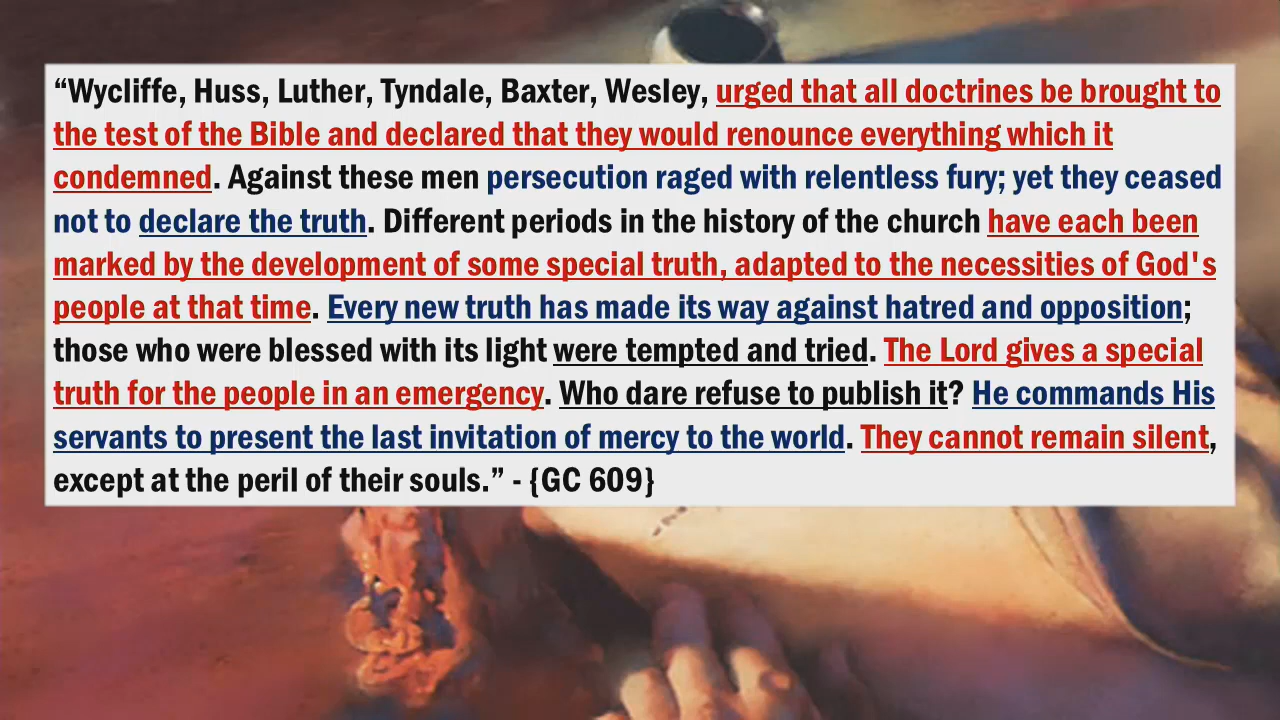 “Wycliffe, Huss, Luther, Tyndale, Baxter, Wesley, urged that all doctrines be brought to
the test of the Bible and declared that they would renounce everything which it
condemned. Against these men persecution raged with relentless fury; yet they ceased
not to declare the truth. Different periods in the history of the church have each been
marked by the development of some special truth, adapted to the necessities of God's
people at that time. Every new truth has made its way against hatred and opposition;
those who were blessed with its light were tempted and tried. The Lord gives a special
truth for the people in an emergency. Who dare refuse to publish it? He commands His
servants to present the last invitation of mercy to the world. They cannot remain silent,
except at the peril of their souls.” - {GC 609}